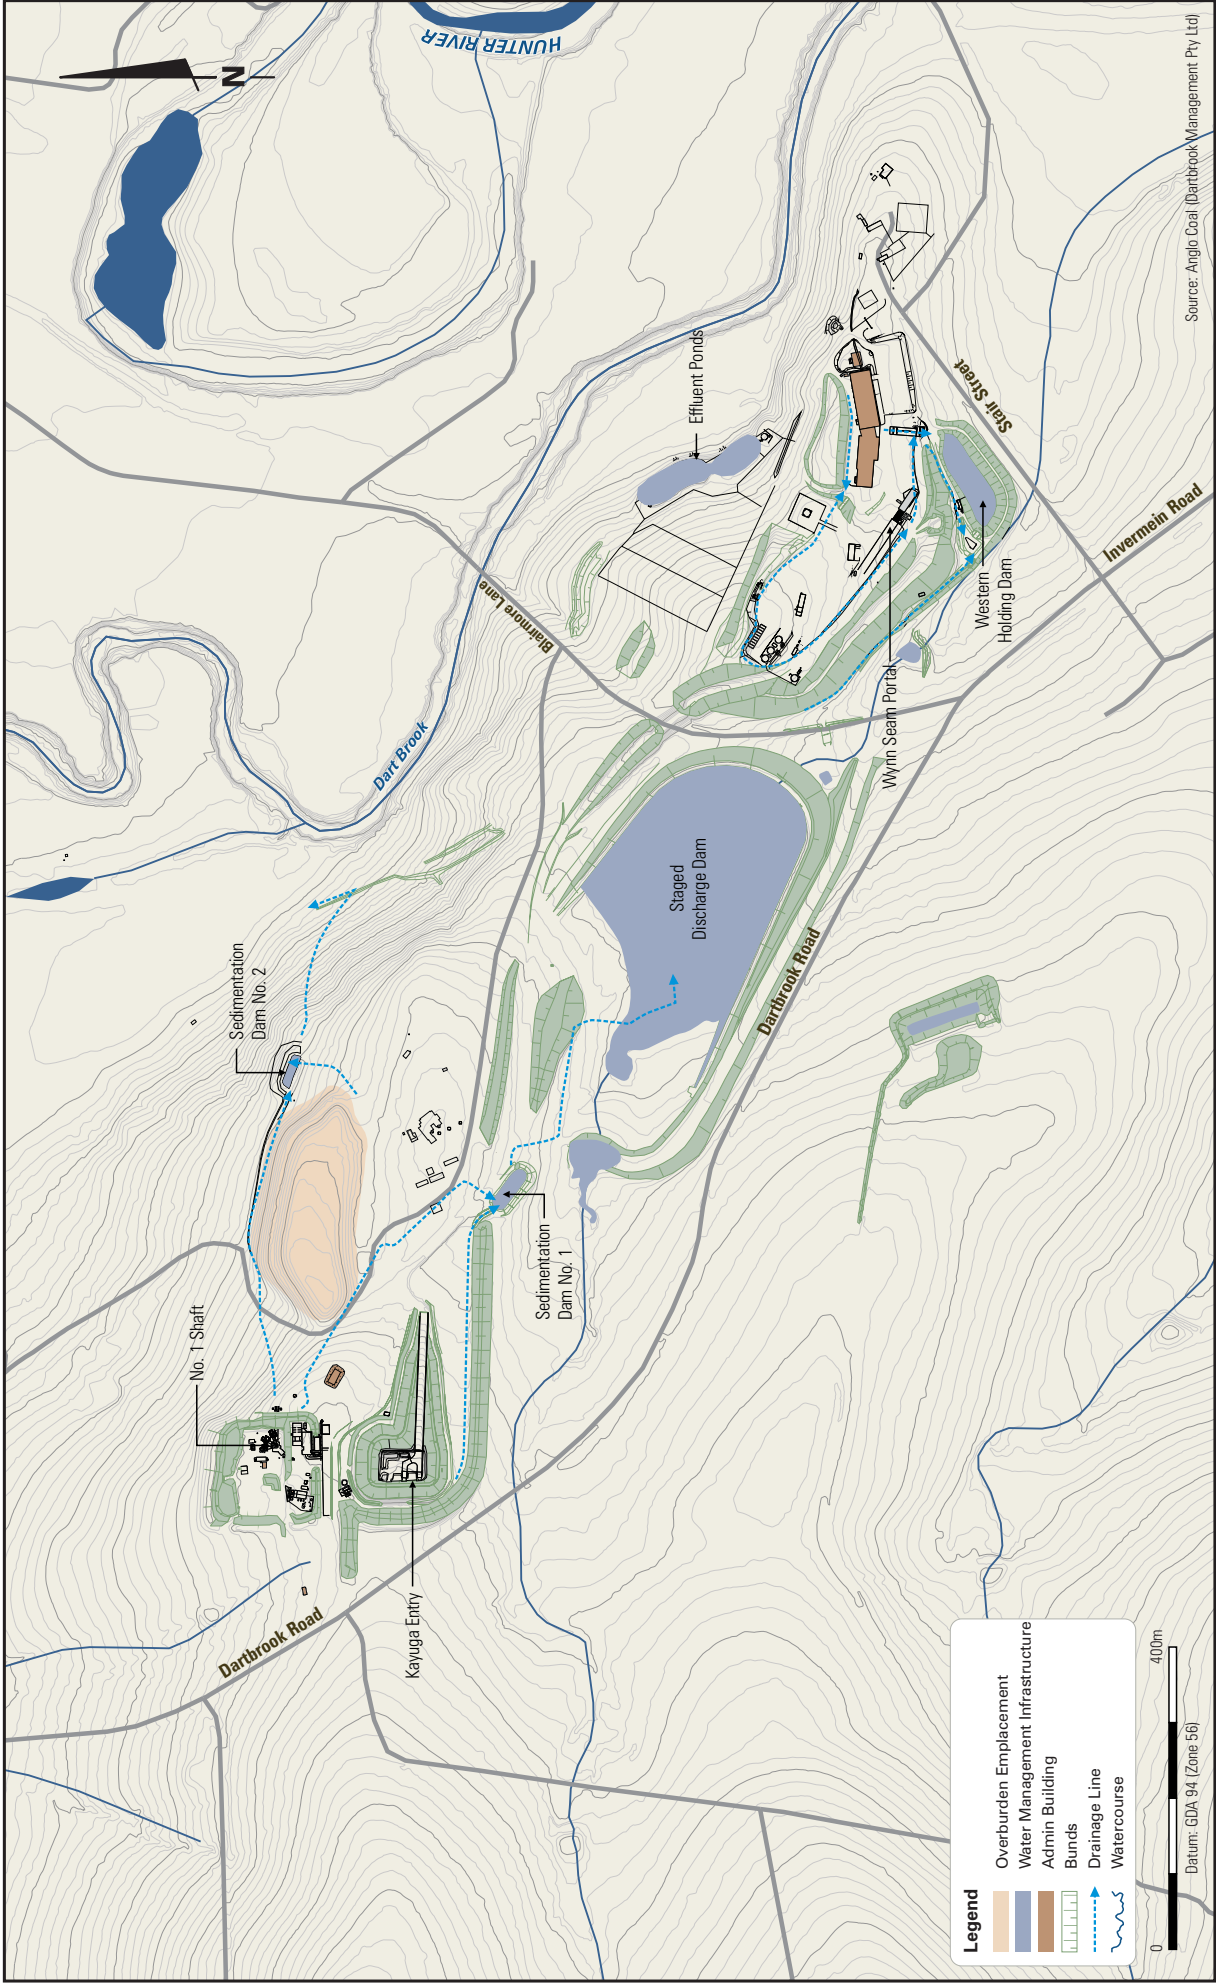 HUNTER RIVER
N
Source: Anglo Coal (Dartbrook Management Pty Ltd)
Effluent Ponds
Stair Street
Invermein Road
Blairmore Lane
Western
Holding Dam
Wynn Seam Portal
Dart Brook
Staged
Discharge Dam
Dartbrook Road
Sedimentation
Dam No. 2
Sedimentation
Dam No. 1
No. 1 Shaft
Kayuga Entry
Dartbrook Road
Legend
Overburden Emplacement
Water Management Infrastructure
Admin Building
Bunds
Drainage Line
Watercourse
0
400m
Datum: GDA 94 (Zone 56)